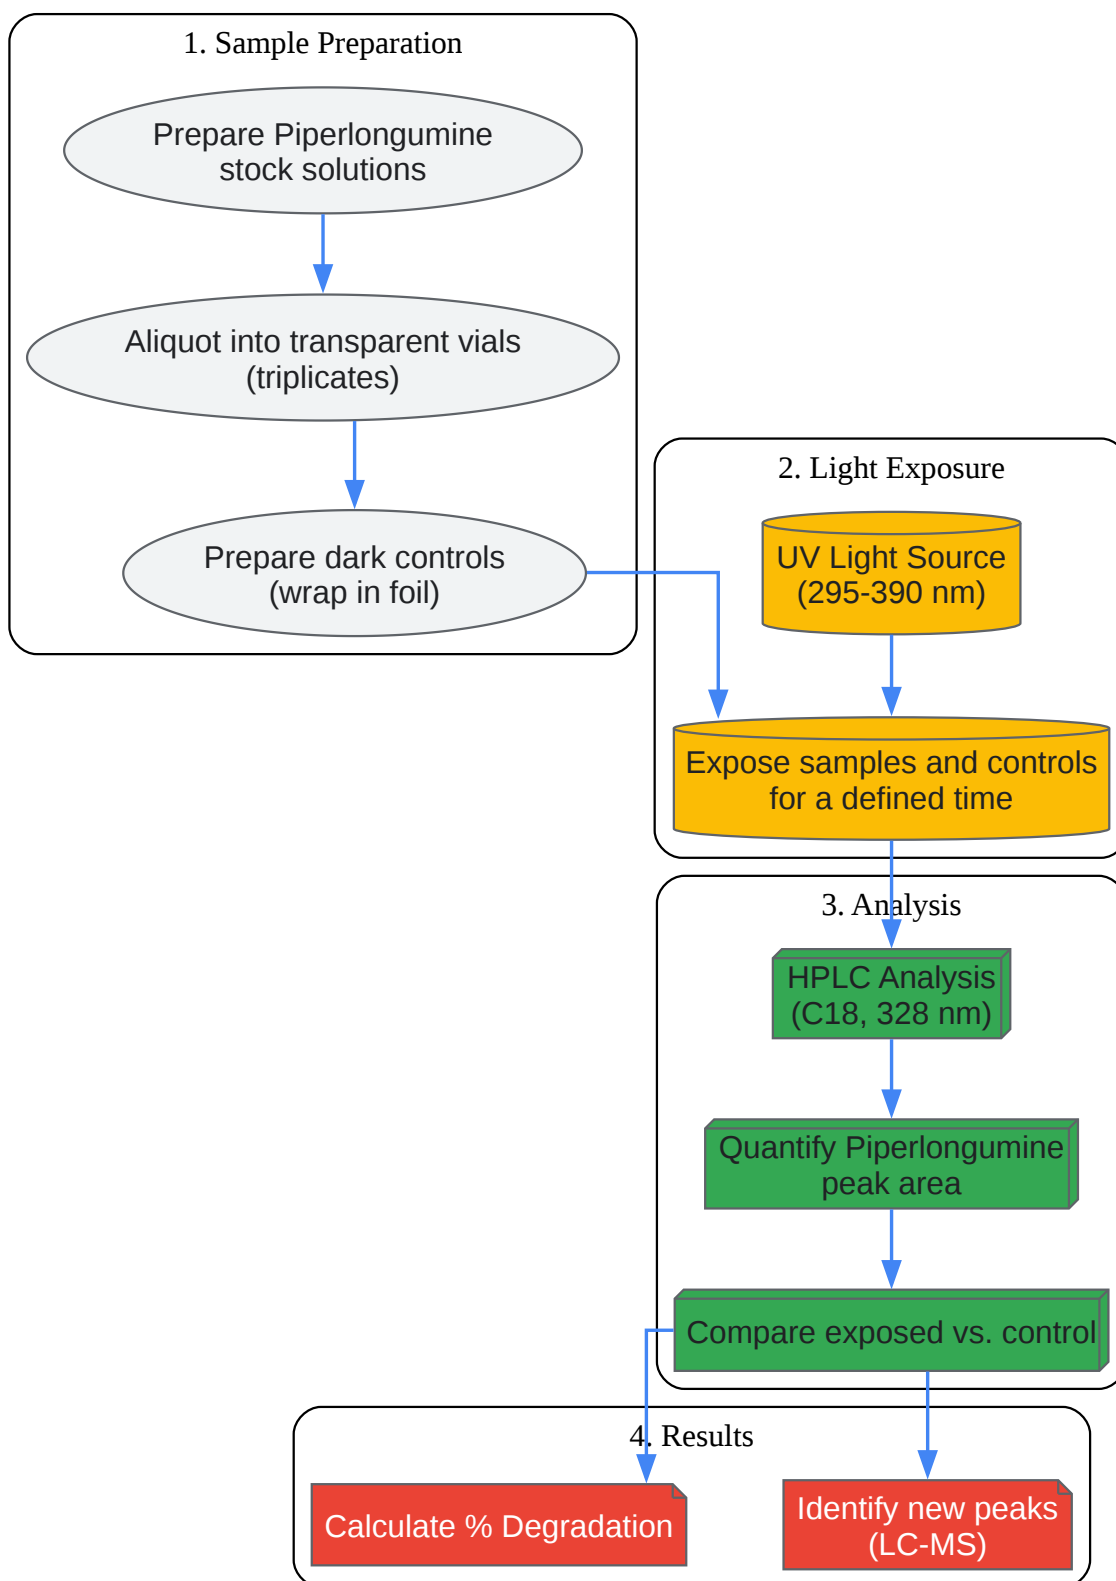 1. Sample Preparation
Prepare Piperlongumine
stock solutions
Aliquot into transparent vials
(triplicates)
Prepare dark controls
(wrap in foil)
2. Light Exposure
UV Light Source
(295-390 nm)
Expose samples and controls
for a defined time
3. Analysis
HPLC Analysis
(C18, 328 nm)
Quantify Piperlongumine
peak area
Compare exposed vs. control
4. Results
Calculate % Degradation
Identify new peaks
(LC-MS)